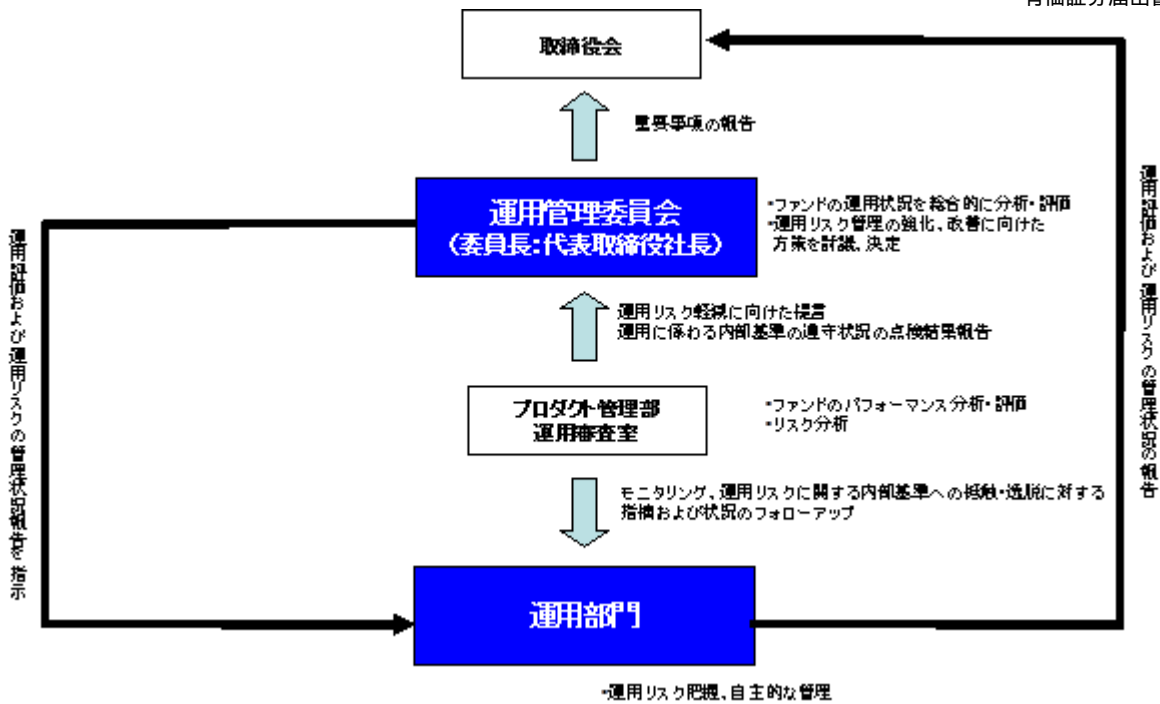 取締役会
重要事項の報告
運用管理委員会
(委員長:代表取締役社長)
・ファンドの運用状況を総合的に分析・評価
・運用リスク管理の強化、改善に向けた
方策を討議、決定
運用リスク軽減に向けた提言
運用に係わる内部基準の遵守状況の点検結果報告
プロダクト管理部
運用審査室
・ファンドのパフォーマンス分析・評価
・リスク分析
モニタリング、運用リスクに関する内部基準への抵触・逸脱に対する
指摘および状況のフォローアップ
運用部門
・運用リスク把握、自主的な管理
運用評価および運用リスクの管理状況報告を指示
運用評価および運用リスクの管理状況の報告